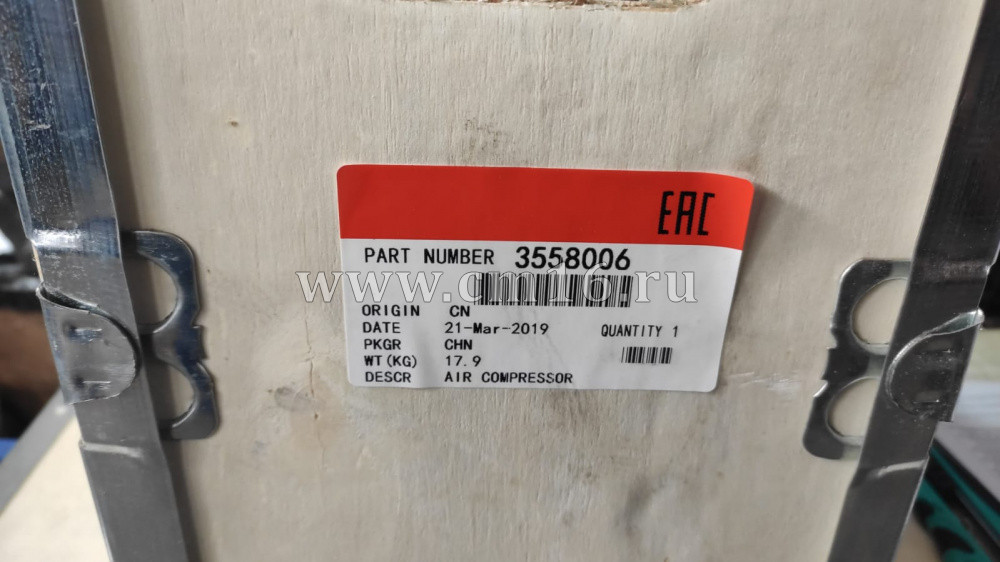 EAC
PART NUMBER 3558006
www.cm16.ru
ORIGIN CN
DATE 21-Mar-2019 QUANTITY 1
PKGR CHN
WT(KG) 17.9
DESCR AIR COMPRESSOR